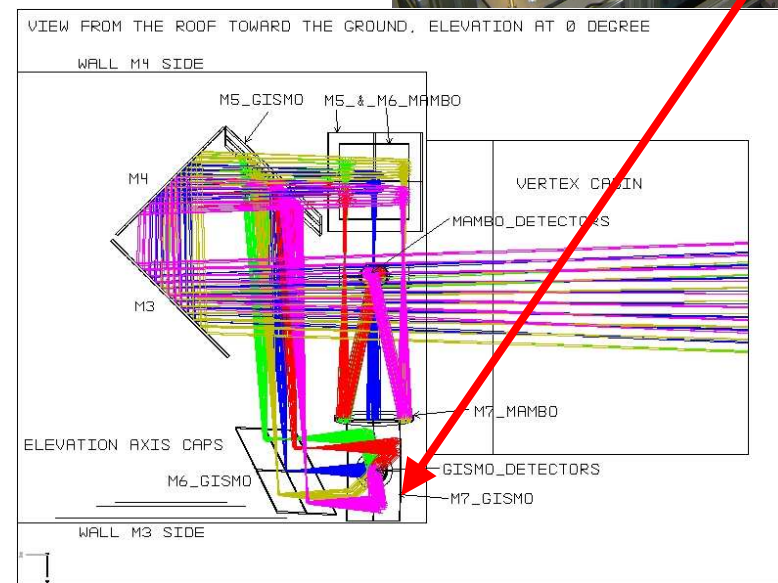 VIEW FROM THE ROOF TOWARD THE GROUND, ELEVATION AT 0 DEGREE
WALL M4 SIDE
M5_GISMO
M5_&_M6_MAMBO
M4
VERTEX CABIN
MAMBO_DETECTORS
M3
M7_MAMBO
ELEVATION AXIS CAPS
GISMO_DETECTORS
M6_GISMO
M7_GISMO
WALL M3 SIDE